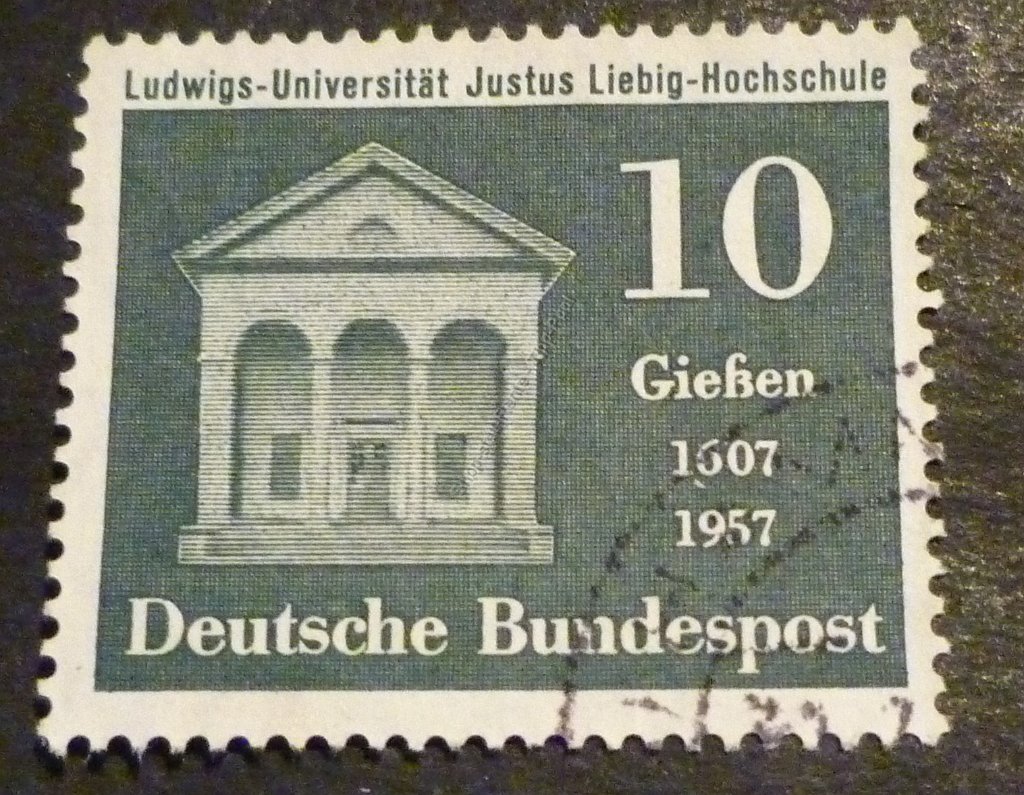 Ludwigs-Universität Justus Liebig-Hochschule
10
Gießen
1607
1957
Deutsche Bundespost